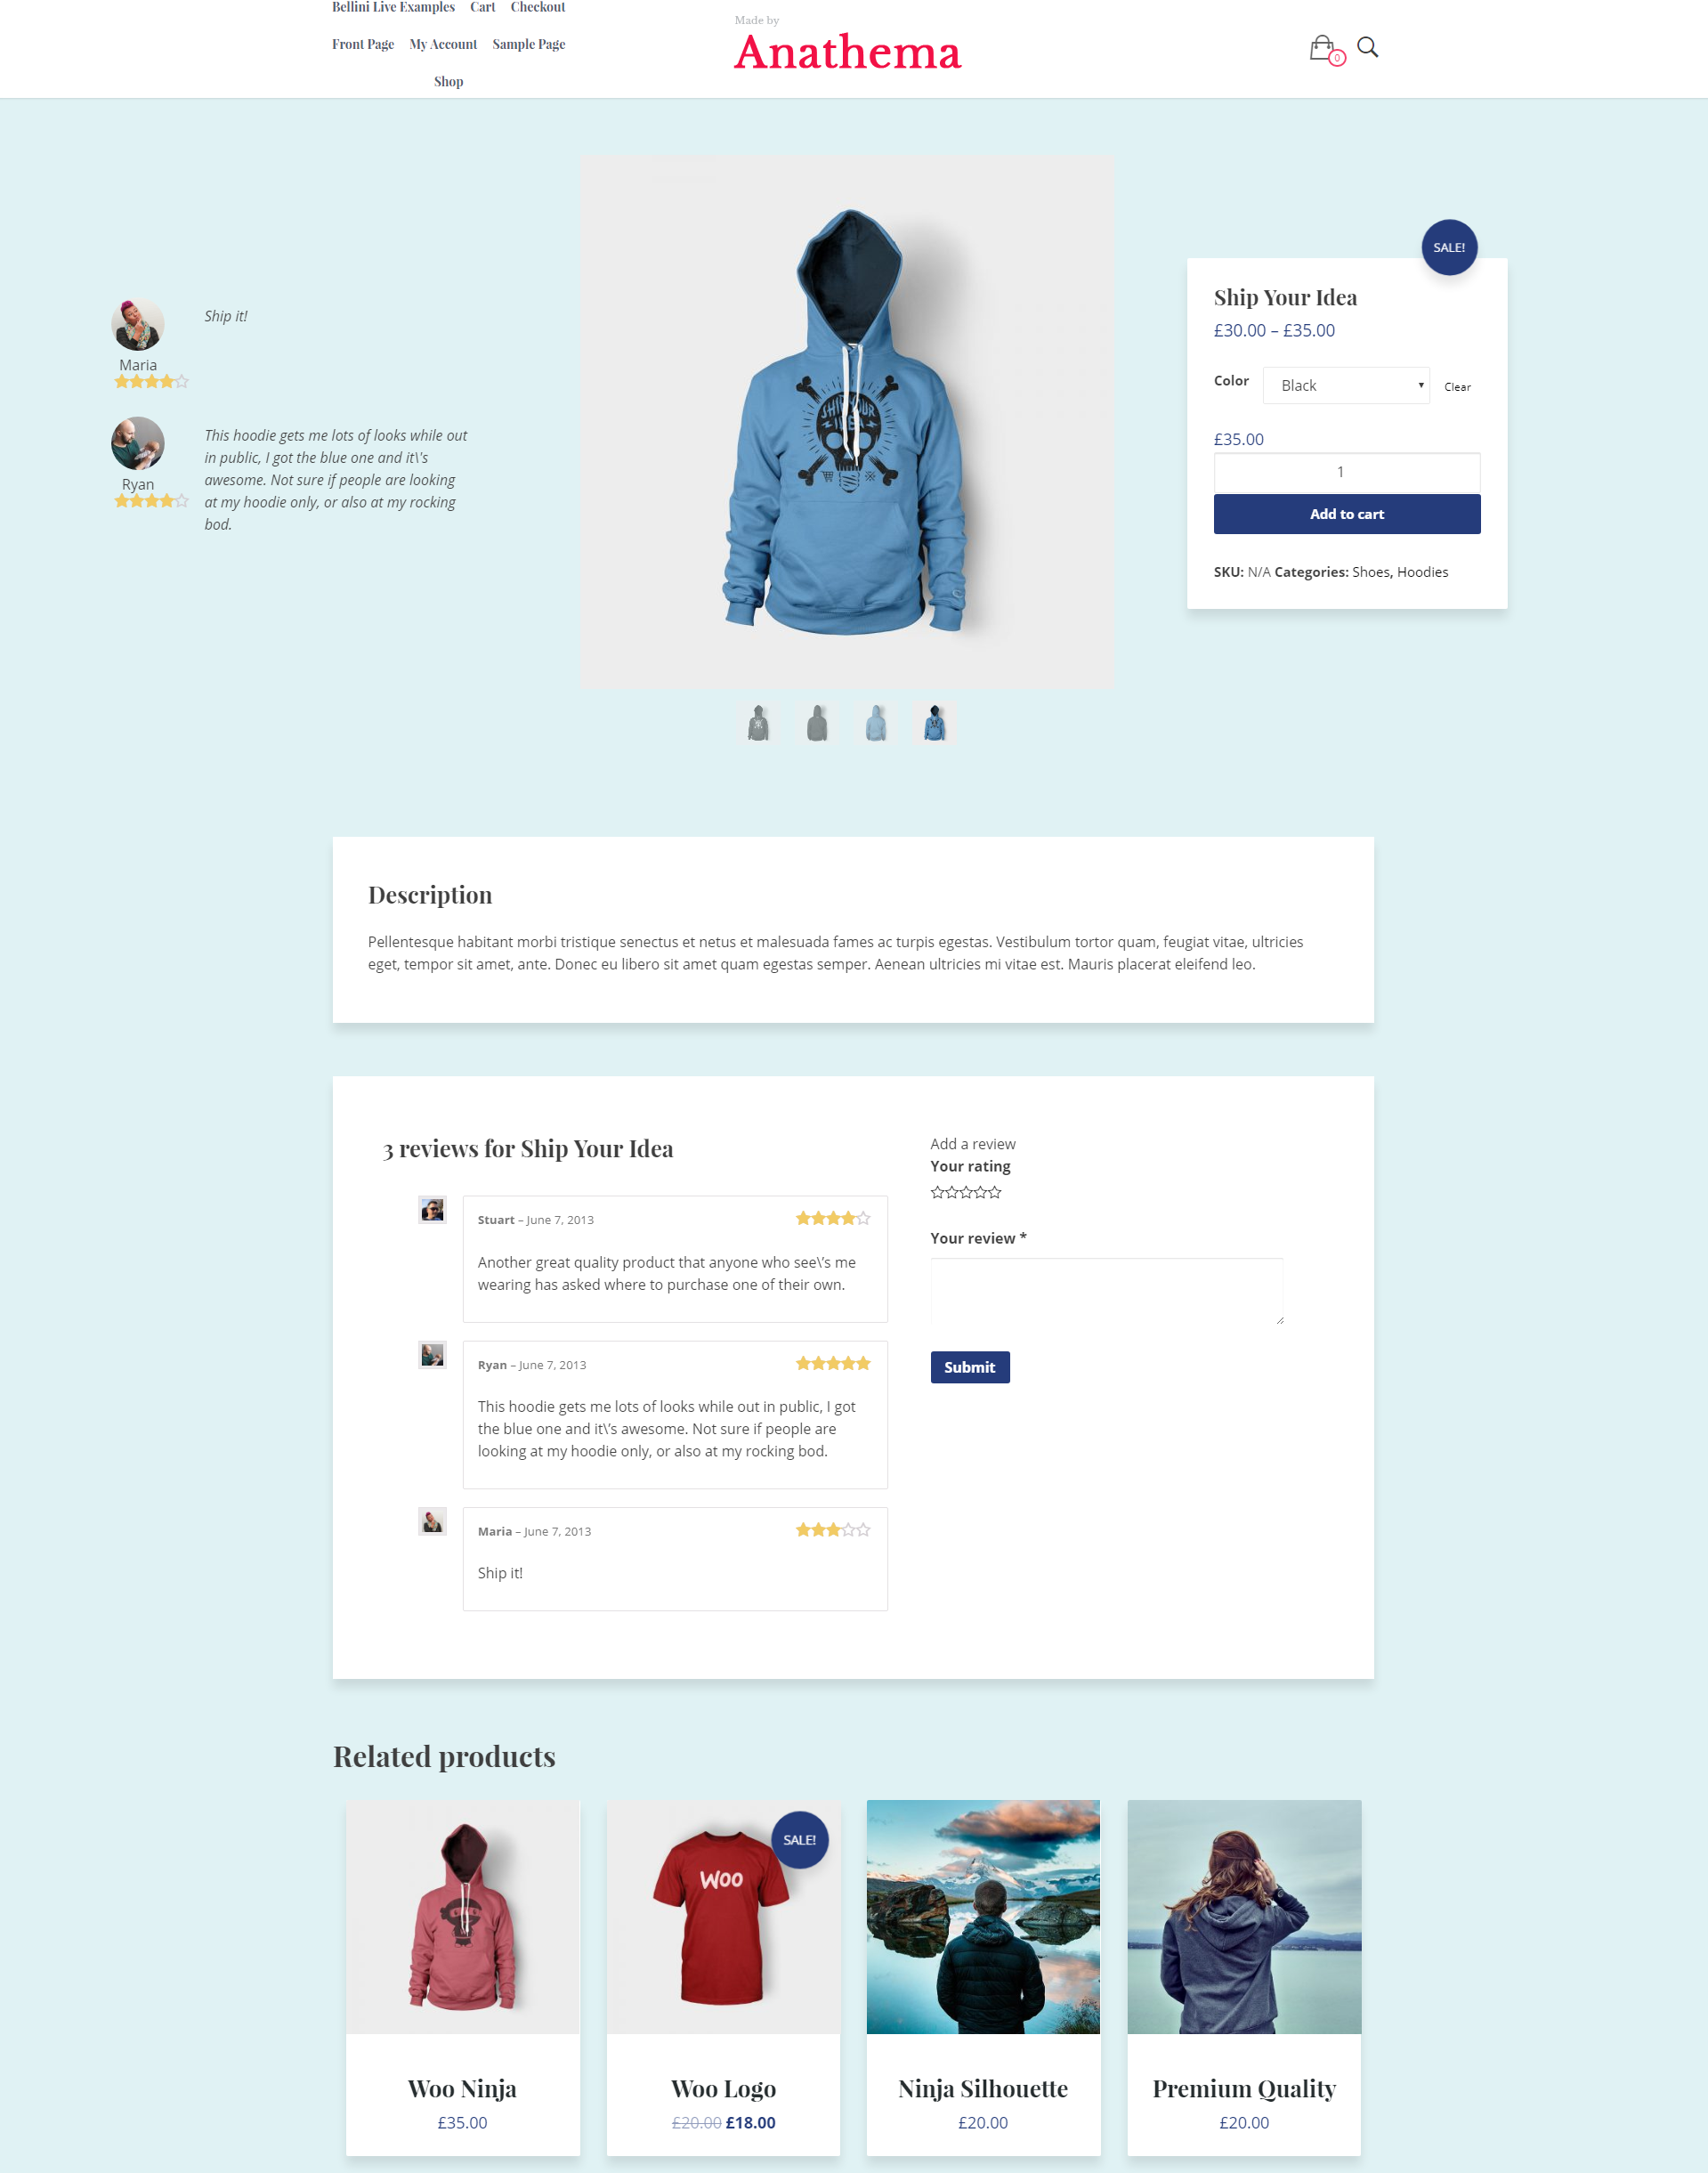 Bellini Live Examples Cart Checkout
Front Page My Account Sample Page
Shop
Made by
Anathema
0
Ship it!
Maria
This hoodie gets me lots of looks while out
in public, I got the blue one and it\'s
awesome. Not sure if people are looking
at my hoodie only, or also at my rocking
bod.
Ryan
SHIP YOUR
IDEA
SALE!
Ship Your Idea
£30.00 – £35.00
Color Black Clear
£35.00
1
Add to cart
SKU: N/A Categories: Shoes, Hoodies
Description
Pellentesque habitant morbi tristique senectus et netus et malesuada fames ac turpis egestas. Vestibulum tortor quam, feugiat vitae, ultricies
eget, tempor sit amet, ante. Donec eu libero sit amet quam egestas semper. Aenean ultricies mi vitae est. Mauris placerat eleifend leo.
3 reviews for Ship Your Idea
Stuart – June 7, 2013
Another great quality product that anyone who see\'s me
wearing has asked where to purchase one of their own.
Ryan – June 7, 2013
This hoodie gets me lots of looks while out in public, I got
the blue one and it\'s awesome. Not sure if people are
looking at my hoodie only, or also at my rocking bod.
Maria – June 7, 2013
Ship it!
Add a review
Your rating
Your review *
Submit
Related products
Woo Ninja
£35.00
SALE!
WOO
Woo Logo
£20.00 £18.00
Ninja Silhouette
£20.00
Premium Quality
£20.00